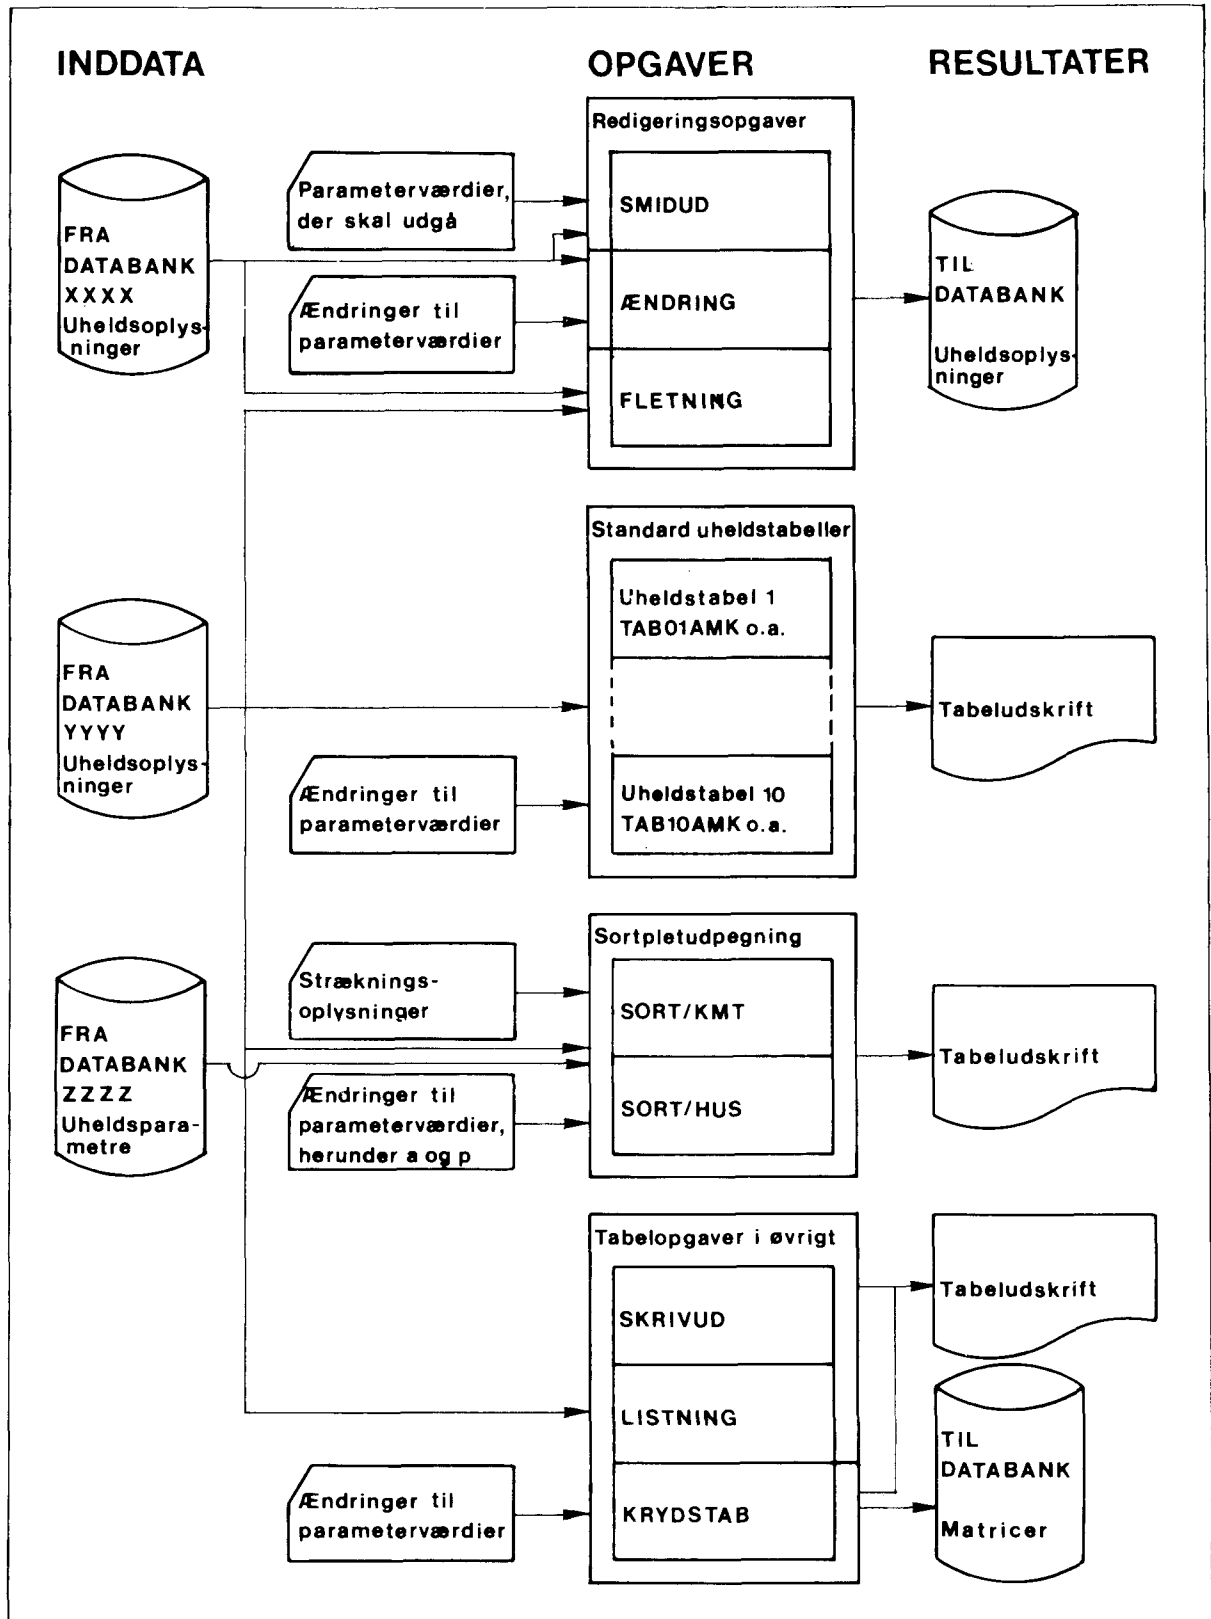 INDDATA
OPGAVER
RESULTATER
Redigeringsopgaver
Parameterværdier,
der skal udgå
SMIDUD
FRA
DATABANK
XXXX
Uheldsoplys-
ninger
Ændringer til
parameterværdier
ÆNDRING
FLETNING
TIL
DATABANK
Uheldsoplys-
ninger
Standard uheldstabeller
Uheldstabel 1
TAB01AMK o.a.
FRA
DATABANK
YYYY
Uheldsoplys-
ninger
Ændringer til
parameterværdier
Uheldstabel 10
TAB10AMK o.a.
Tabeludskrift
Sortpletudpegning
Stræknings-
oplysninger
SORT/KMT
FRA
DATABANK
ZZZZ
Uheldspara-
metre
Ændringer til
parameterværdier,
herunder a og p
SORT/HUS
Tabeludskrift
Tabelopgaver i øvrigt
SKRIVUD
LISTNING
Ændringer til
parameterværdier
KRYDSTAB
Tabeludskrift
TIL
DATABANK
Matricer